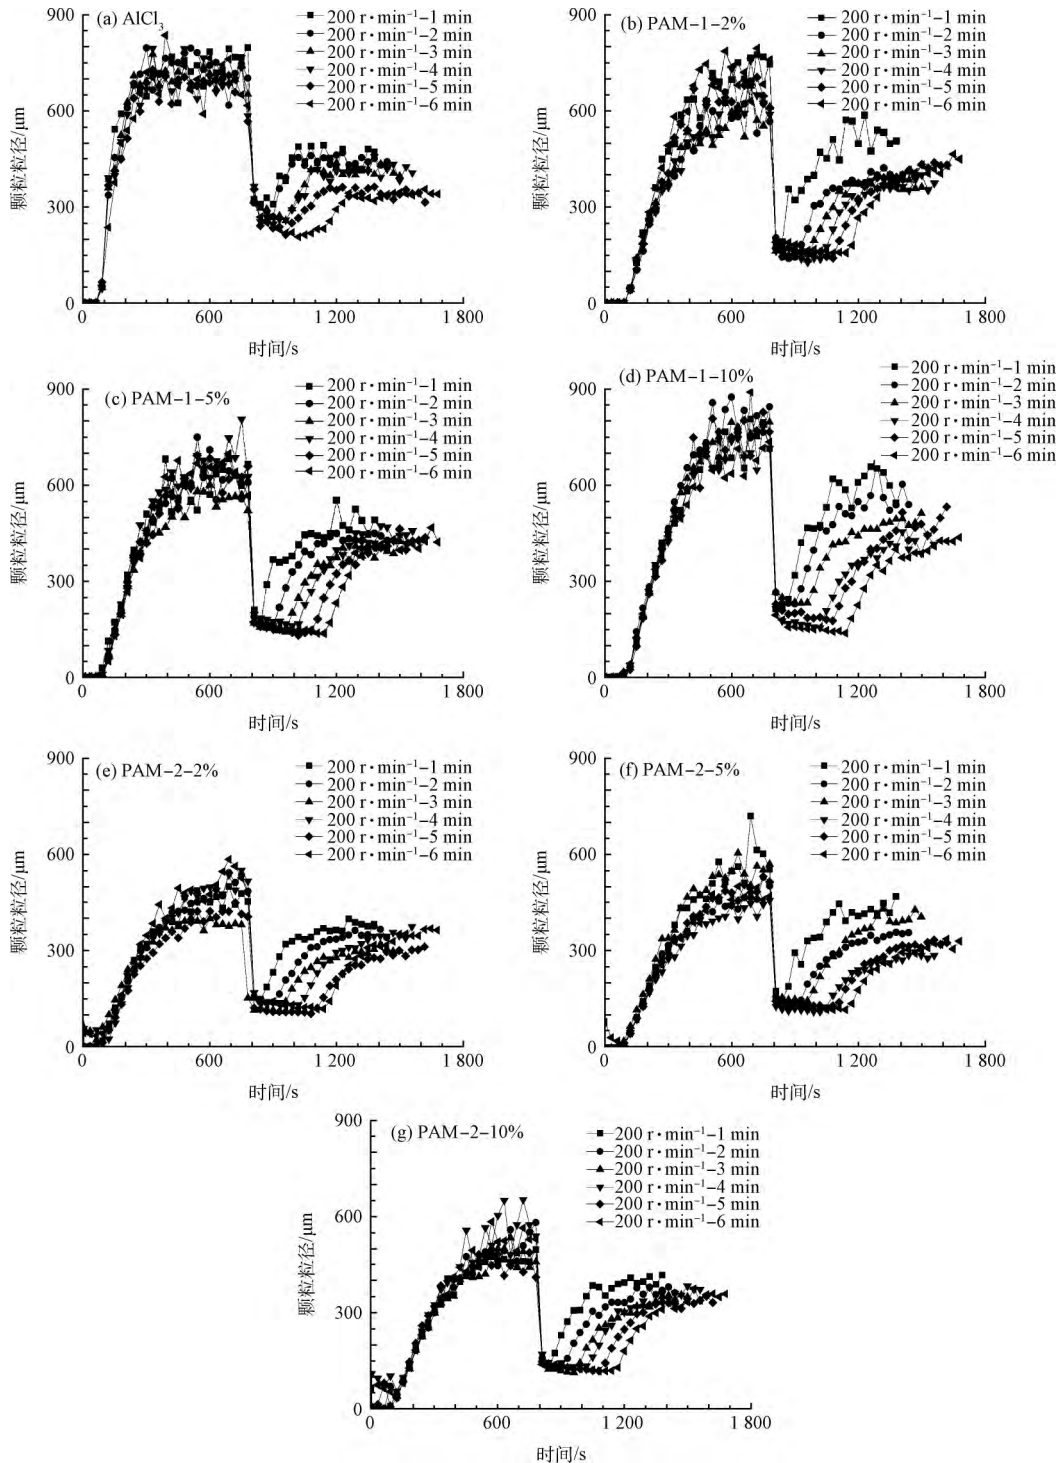 (a) AlCl₃
200 r·min⁻¹−1 min
200 r·min⁻¹−2 min
200 r·min⁻¹−3 min
200 r·min⁻¹−4 min
200 r·min⁻¹−5 min
200 r·min⁻¹−6 min
900
600
300
0
颗粒粒径/μm
0 600 1 200 1 800
时间/s
(b) PAM−1−2%
200 r·min⁻¹−1 min
200 r·min⁻¹−2 min
200 r·min⁻¹−3 min
200 r·min⁻¹−4 min
200 r·min⁻¹−5 min
200 r·min⁻¹−6 min
900
600
300
0
颗粒粒径/μm
0 600 1 200 1 800
时间/s
(c) PAM−1−5%
200 r·min⁻¹−1 min
200 r·min⁻¹−2 min
200 r·min⁻¹−3 min
200 r·min⁻¹−4 min
200 r·min⁻¹−5 min
200 r·min⁻¹−6 min
900
600
300
0
颗粒粒径/μm
0 600 1 200 1 800
时间/s
(d) PAM−1−10%
200 r·min⁻¹−1 min
200 r·min⁻¹−2 min
200 r·min⁻¹−3 min
200 r·min⁻¹−4 min
200 r·min⁻¹−5 min
200 r·min⁻¹−6 min
900
600
300
0
颗粒粒径/μm
0 600 1 200 1 800
时间/s
(e) PAM−2−2%
200 r·min⁻¹−1 min
200 r·min⁻¹−2 min
200 r·min⁻¹−3 min
200 r·min⁻¹−4 min
200 r·min⁻¹−5 min
200 r·min⁻¹−6 min
900
600
300
0
颗粒粒径/μm
0 600 1 200 1 800
时间/s
(f) PAM−2−5%
200 r·min⁻¹−1 min
200 r·min⁻¹−2 min
200 r·min⁻¹−3 min
200 r·min⁻¹−4 min
200 r·min⁻¹−5 min
200 r·min⁻¹−6 min
900
600
300
0
颗粒粒径/μm
0 600 1 200 1 800
时间/s
(g) PAM−2−10%
200 r·min⁻¹−1 min
200 r·min⁻¹−2 min
200 r·min⁻¹−3 min
200 r·min⁻¹−4 min
200 r·min⁻¹−5 min
200 r·min⁻¹−6 min
900
600
300
0
颗粒粒径/μm
0 600 1 200 1 800
时间/s